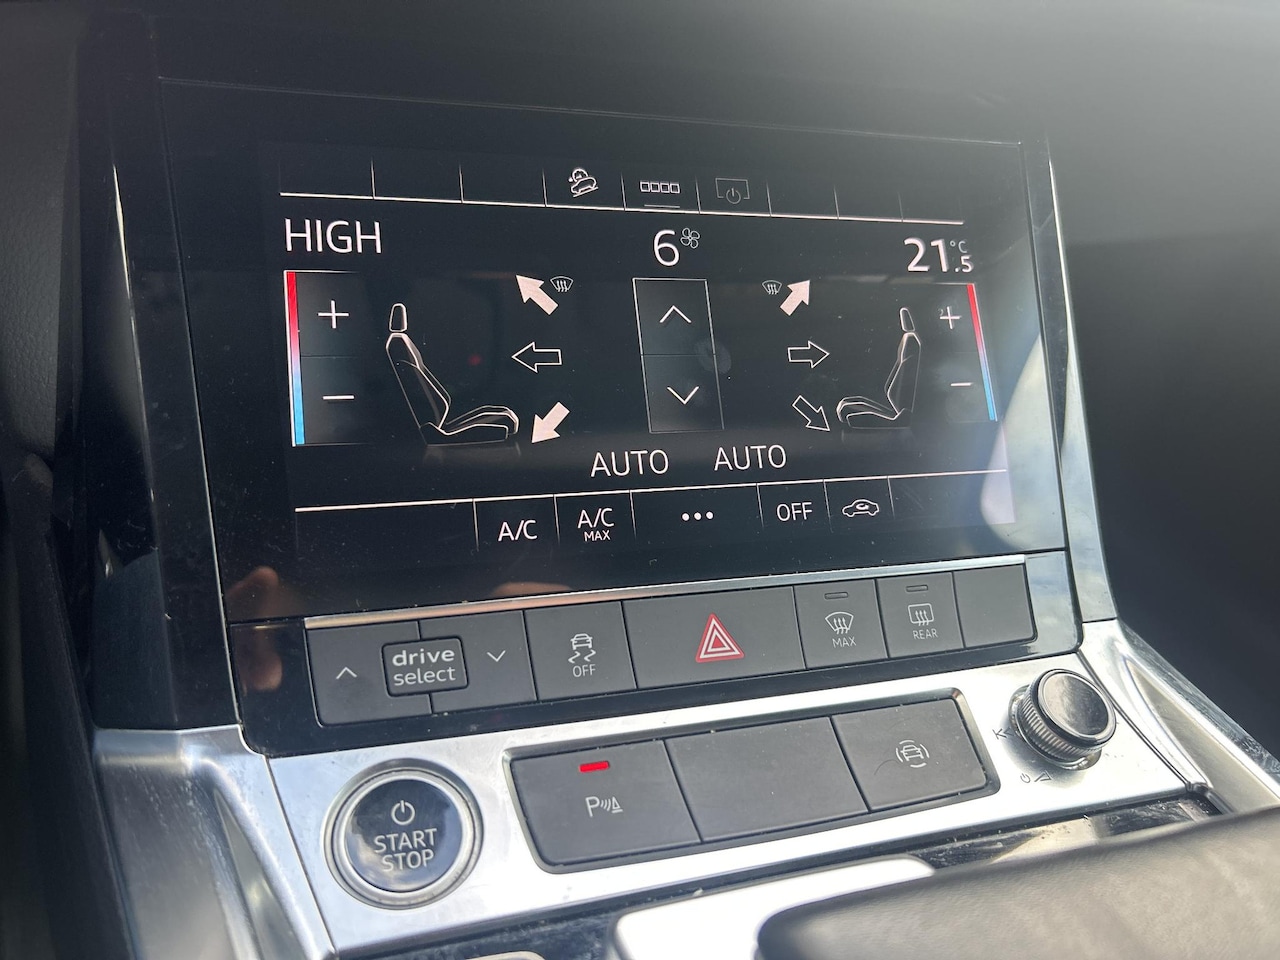 HIGH 6 21.5 °C
+ +
− −
AUTO AUTO
A/C A/C MAX ••• OFF
drive select
OFF
MAX
REAR
P
START
STOP